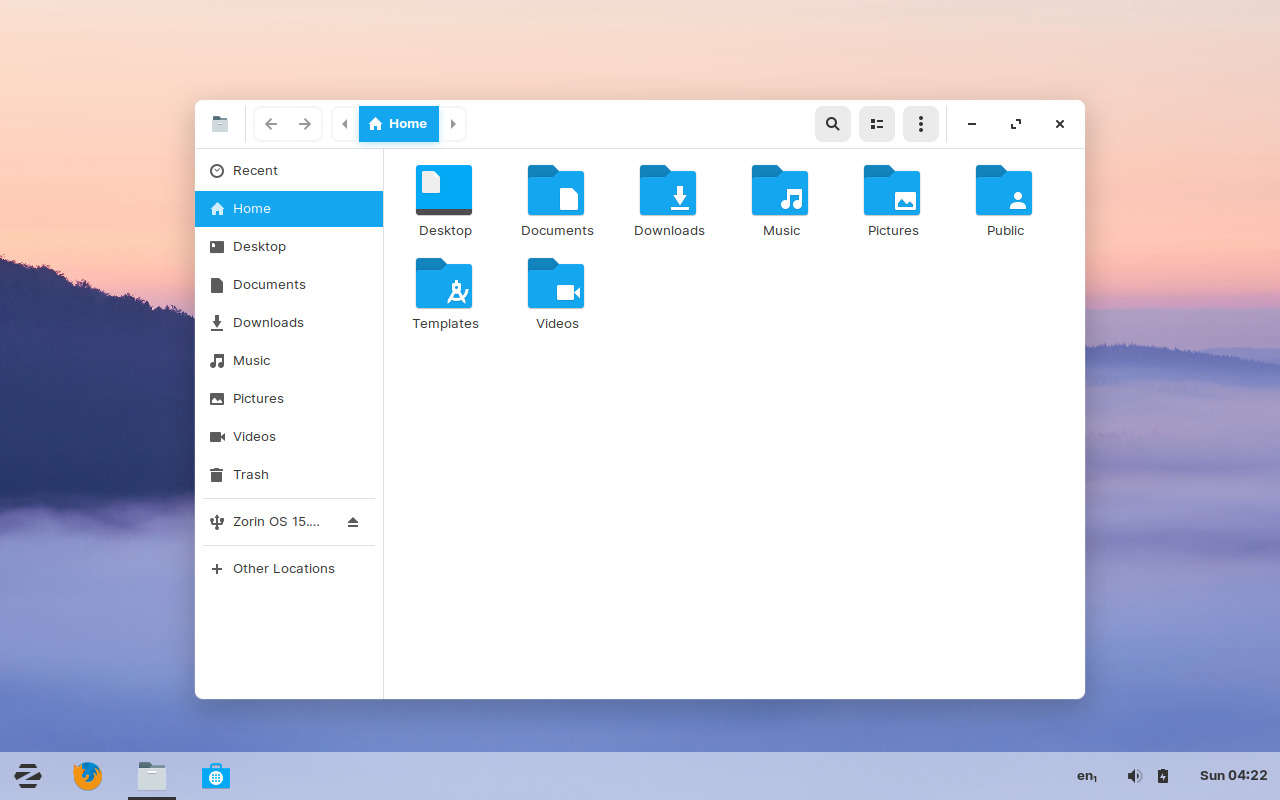 Home
Recent
Home
Desktop
Documents
Downloads
Music
Pictures
Videos
Trash
Zorin OS 15....
Other Locations
Desktop Documents Downloads Music Pictures Public
Templates Videos
en₁ Sun 04:22